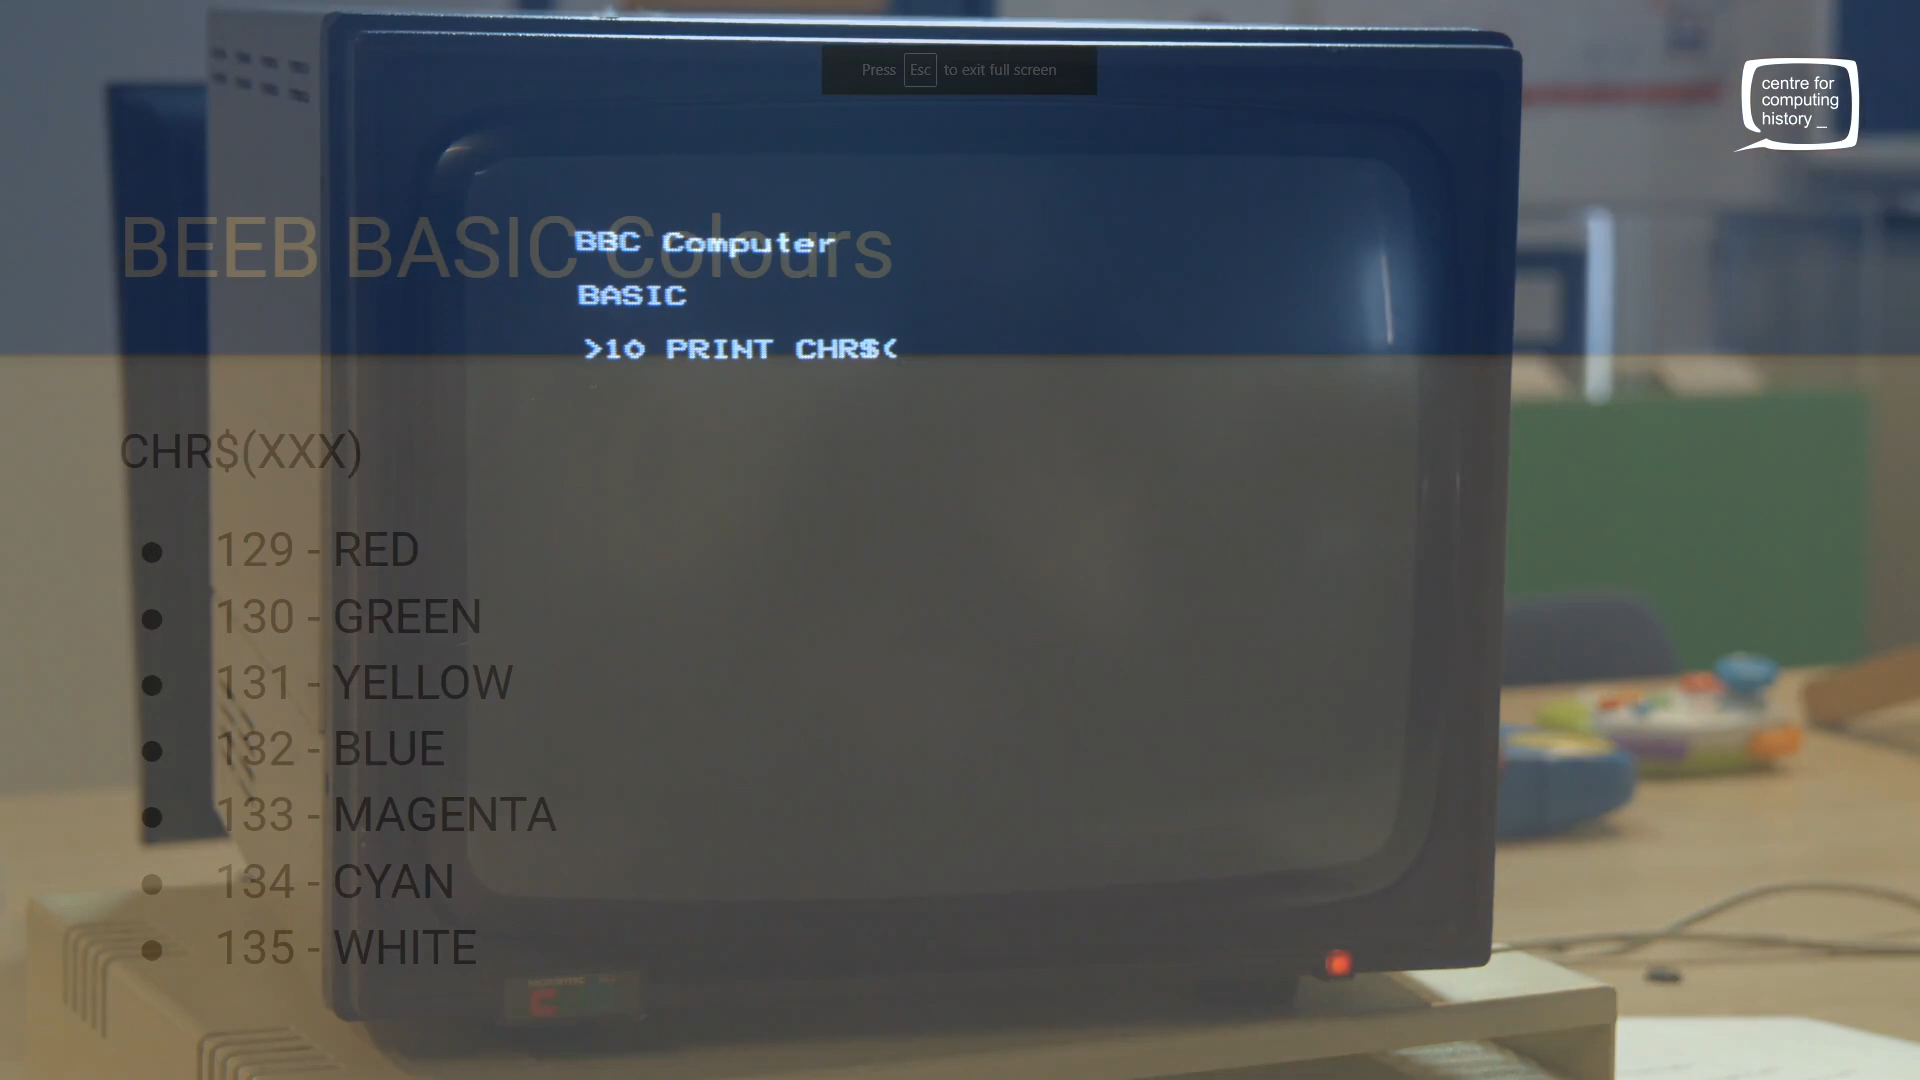 Press Esc to exit full screen
centre for
computing
history _
BEEB BASIC Colours
BBC Computer
BASIC
>10 PRINT CHR$(
CHR$(XXX)
● 129 - RED
● 130 - GREEN
● 131 - YELLOW
● 132 - BLUE
● 133 - MAGENTA
● 134 - CYAN
● 135 - WHITE